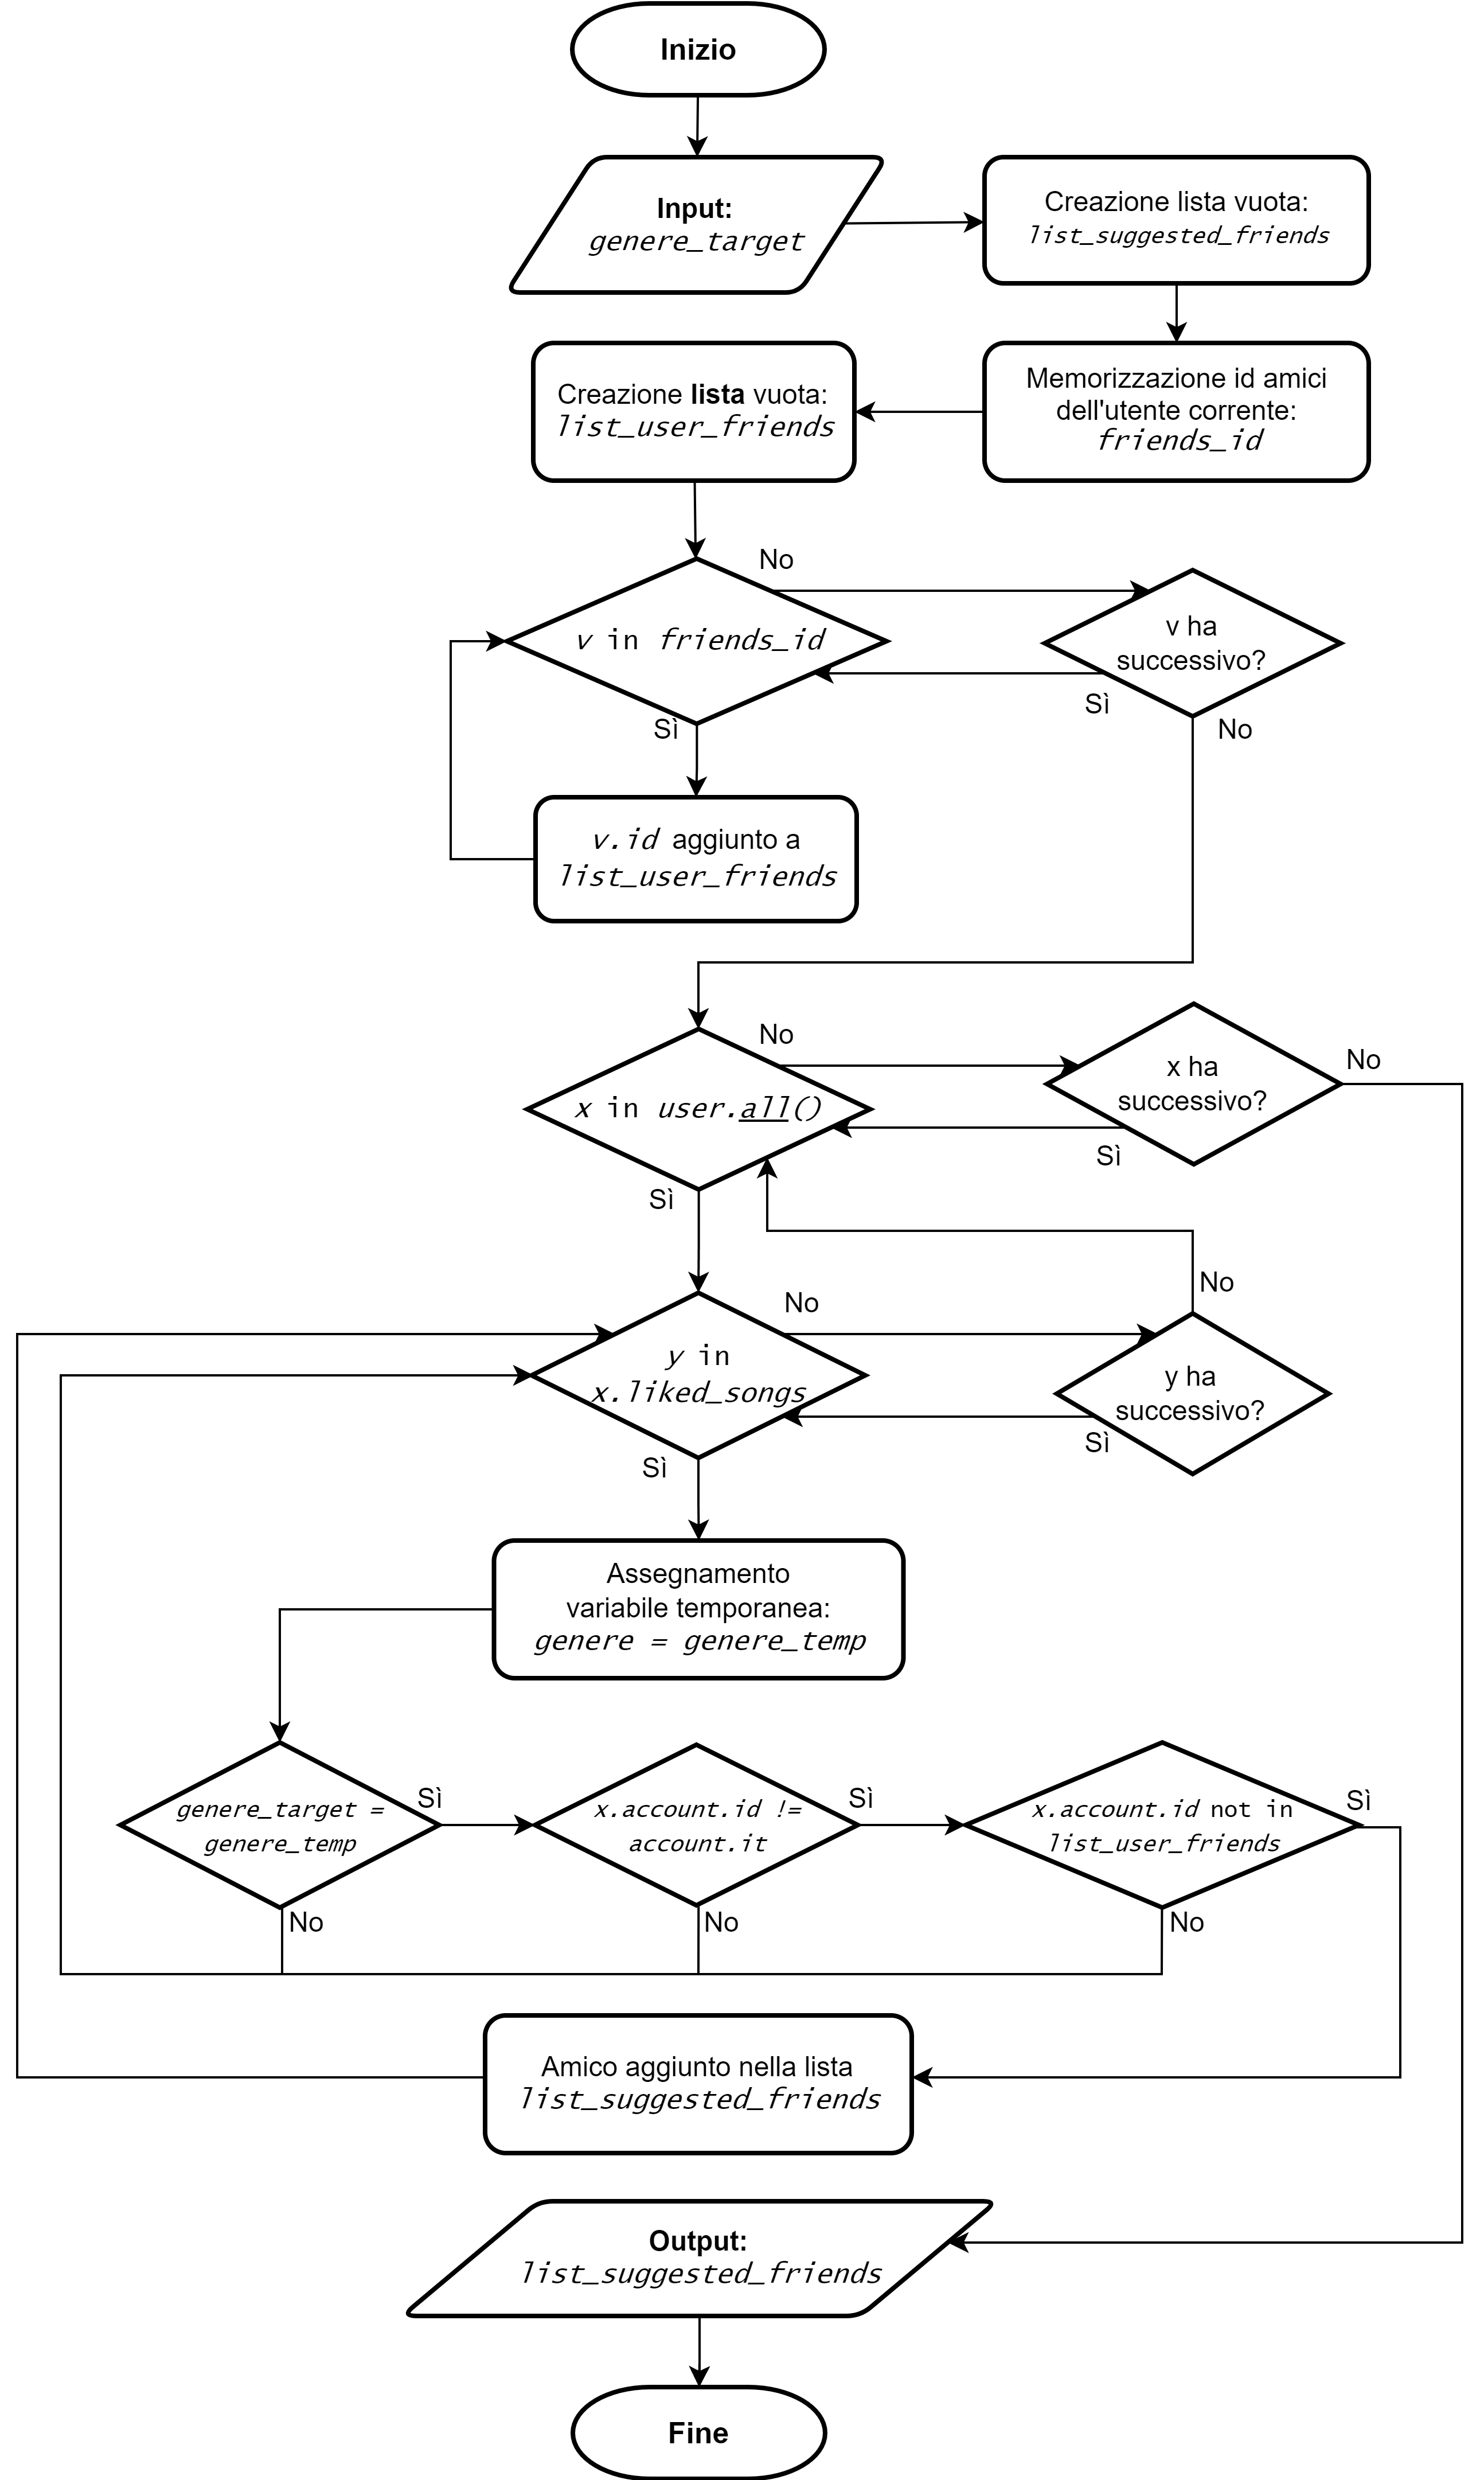 Inizio
Input:
genere_target
Creazione lista vuota:
list_suggested_friends
Memorizzazione id amici
dell'utente corrente:
friends_id
Creazione lista vuota:
list_user_friends
v in friends_id
No
v ha
successivo?
Sì
No
Sì
v.id aggiunto a
list_user_friends
x in user.all()
No
x ha
successivo?
No
Sì
Sì
y in
x.liked_songs
No
No
y ha
successivo?
Sì
Sì
Assegnamento
variabile temporanea:
genere = genere_temp
genere_target =
genere_temp
Sì
No
x.account.id !=
account.it
Sì
No
x.account.id not in
list_user_friends
Sì
No
Amico aggiunto nella lista
list_suggested_friends
Output:
list_suggested_friends
Fine